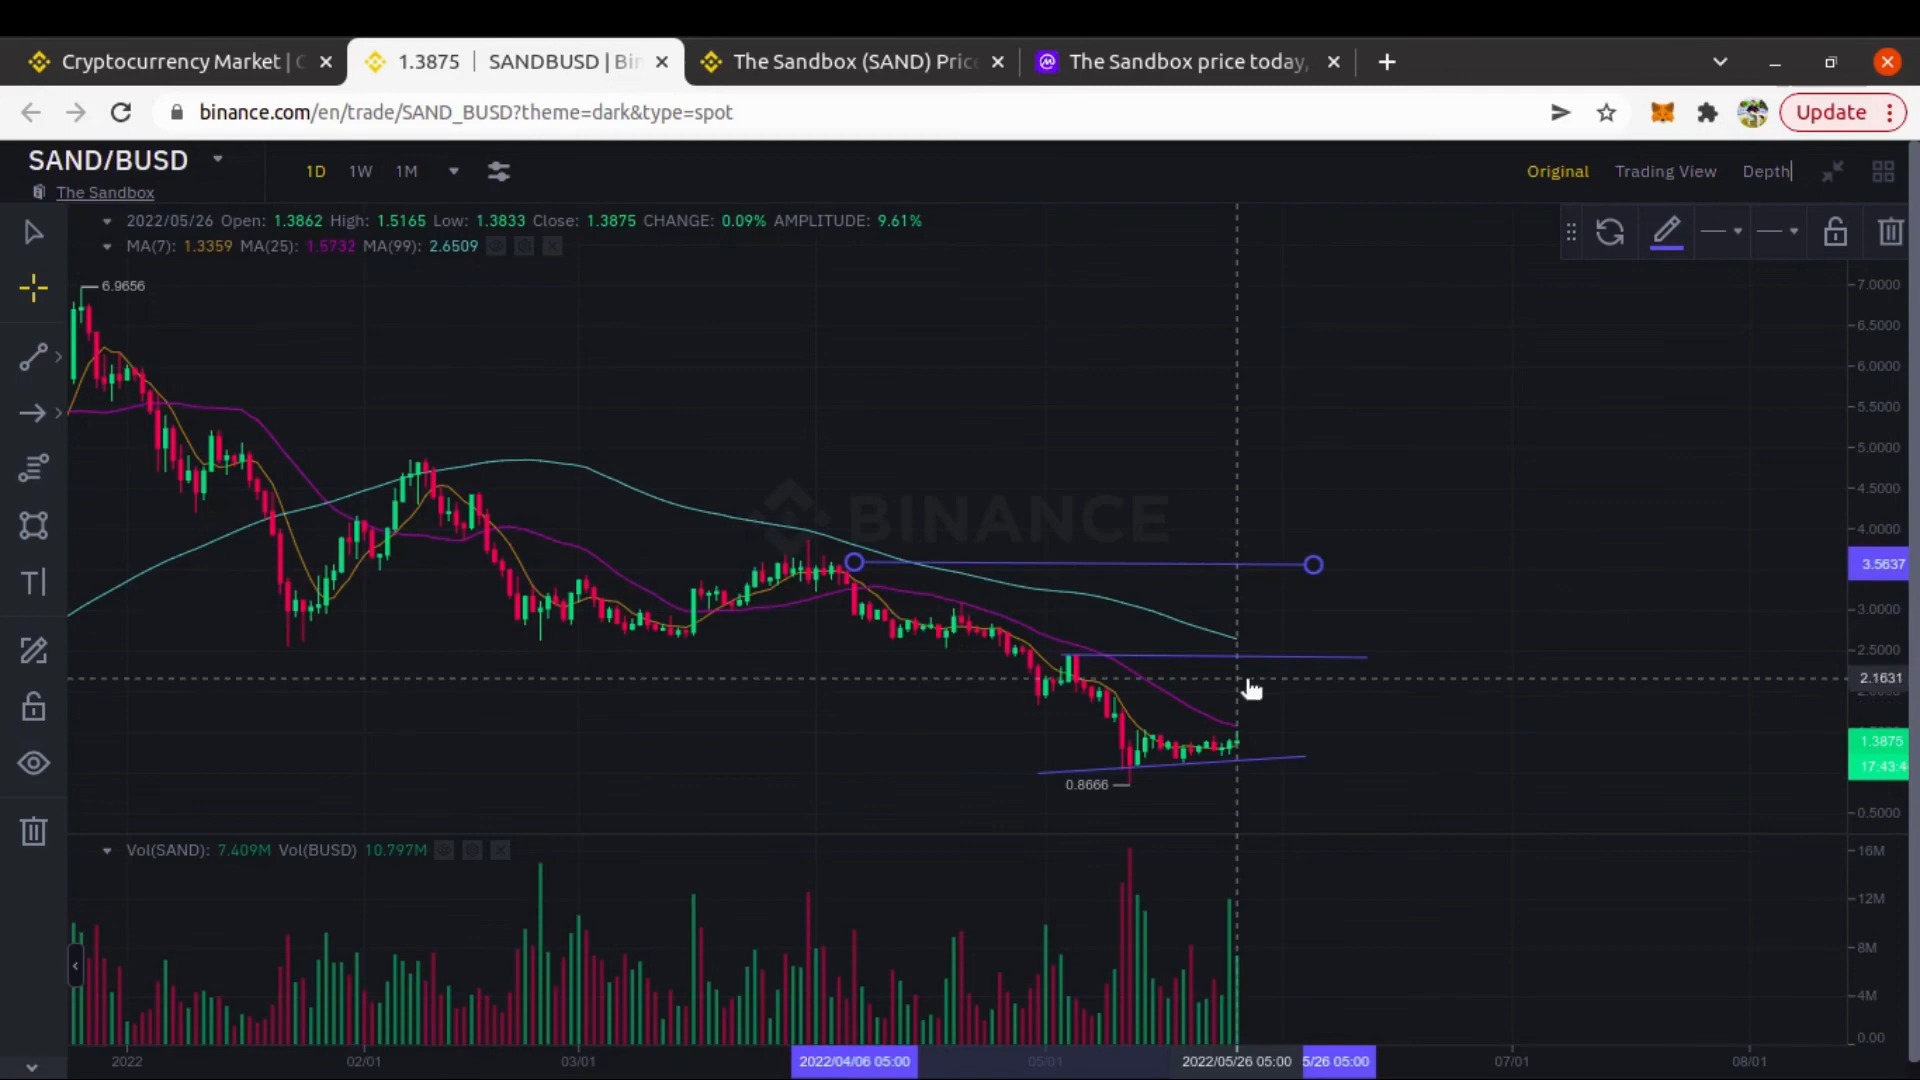 Cryptocurrency Market | C
1.3875 | SANDBUSD | Bin
The Sandbox (SAND) Price
The Sandbox price today,
binance.com/en/trade/SAND_BUSD?theme=dark&type=spot
Update
SAND/BUSD
The Sandbox
1D 1W 1M
Original Trading View Depth
2022/05/26 Open: 1.3862 High: 1.5165 Low: 1.3833 Close: 1.3875 CHANGE: 0.09% AMPLITUDE: 9.61%
MA(7): 1.3359 MA(25): 1.5732 MA(99): 2.6509
6.9656
7.0000
6.5000
6.0000
5.5000
5.0000
4.5000
BINANCE
4.0000
3.5637
3.0000
2.5000
2.1631
1.3875
17:43:4
0.8666
0.5000
Vol(SAND): 7.409M Vol(BUSD) 10.797M
16M
12M
8M
4M
0.00
2022 02/01 03/01 2022/04/06 05:00 05/01 2022/05/26 05:00 5/26 05:00 07/01 08/01